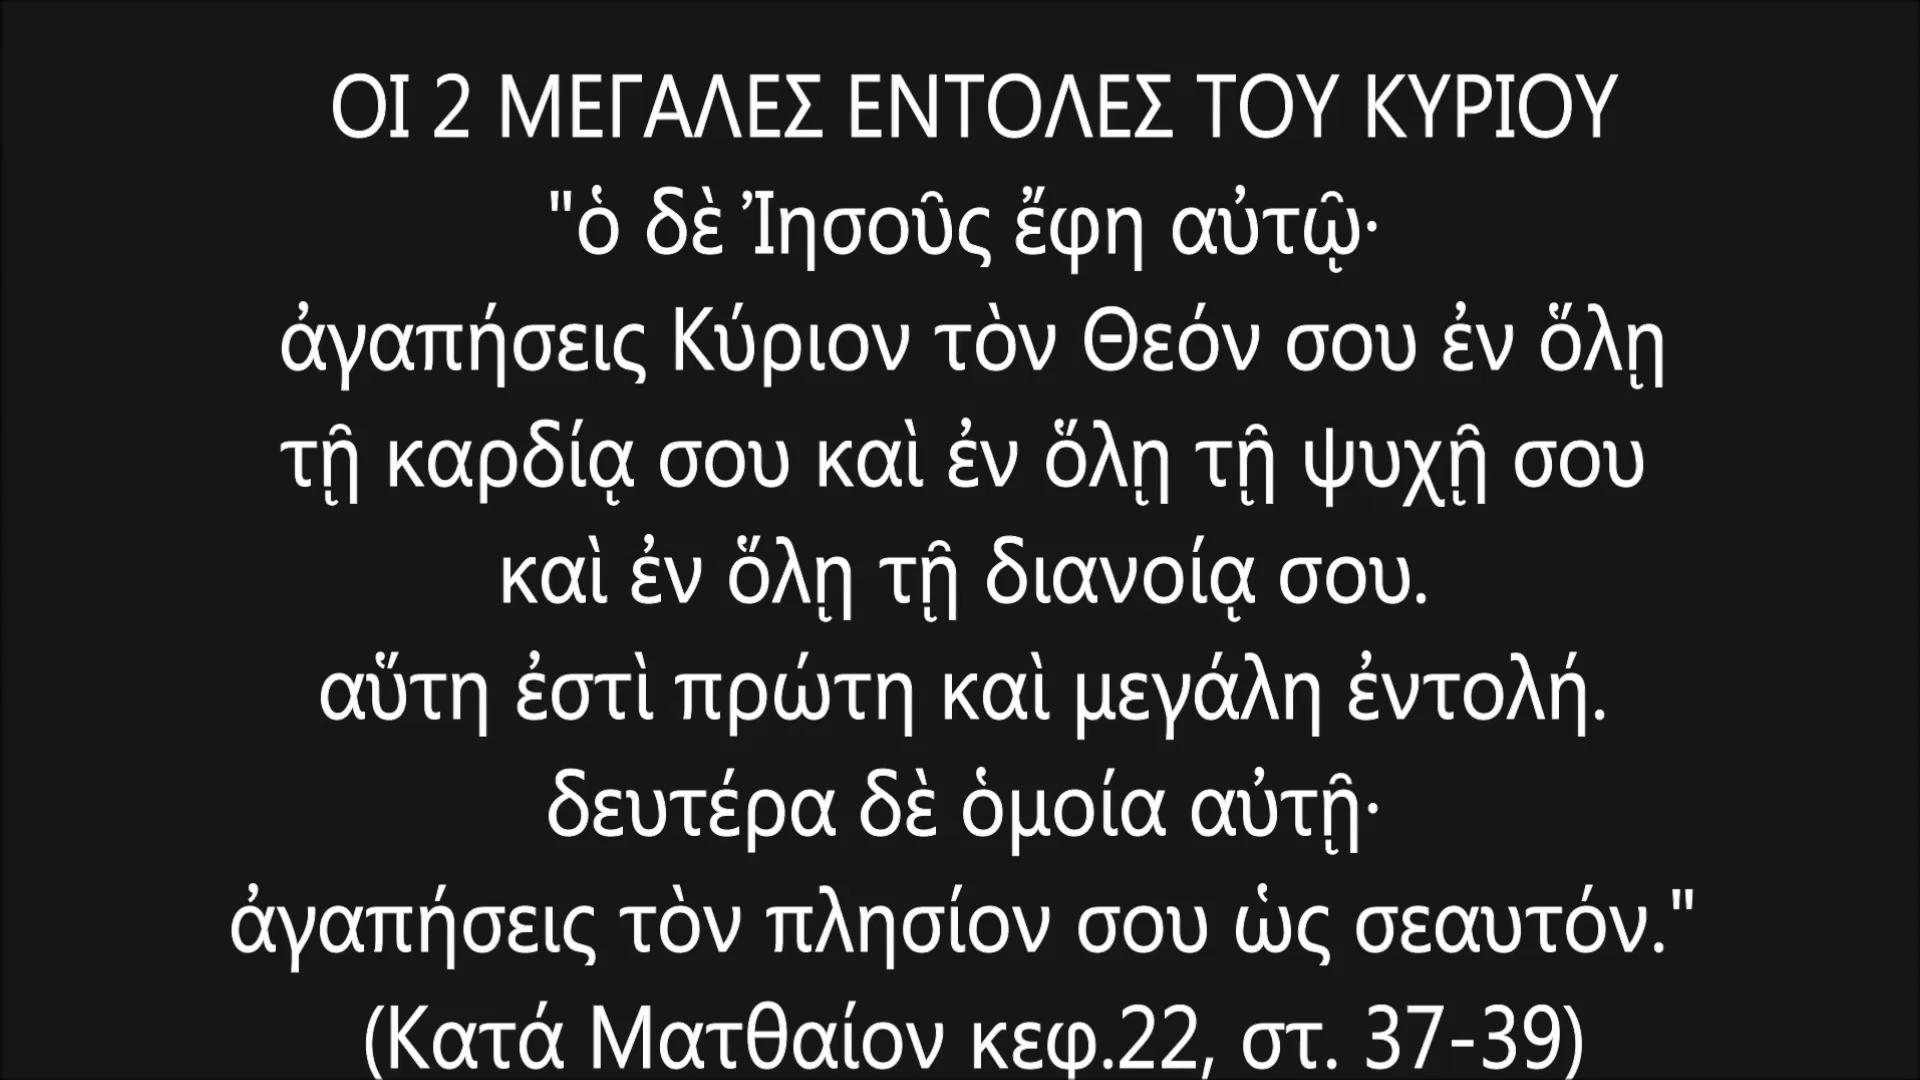 ΟΙ 2 ΜΕΓΑΛΕΣ ΕΝΤΟΛΕΣ ΤΟΥ ΚΥΡΙΟΥ
"ὁ δὲ Ἰησοῦς ἔφη αὐτῷ·
ἀγαπήσεις Κύριον τὸν Θεόν σου ἐν ὅλῃ
τῇ καρδίᾳ σου καὶ ἐν ὅλῃ τῇ ψυχῇ σου
καὶ ἐν ὅλῃ τῇ διανοίᾳ σου.
αὕτη ἐστὶ πρώτη καὶ μεγάλη ἐντολή.
δευτέρα δὲ ὁμοία αὐτῇ·
ἀγαπήσεις τὸν πλησίον σου ὡς σεαυτόν."
(Κατά Ματθαίον κεφ.22, στ. 37-39)